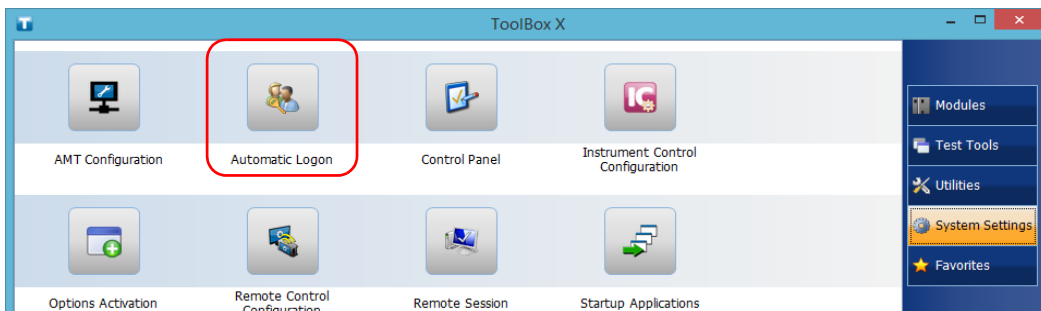 ToolBox X
AMT Configuration
Automatic Logon
Control Panel
Instrument Control
Configuration
Options Activation
Remote Control
Configuration
Remote Session
Startup Applications
Modules
Test Tools
Utilities
System Settings
Favorites